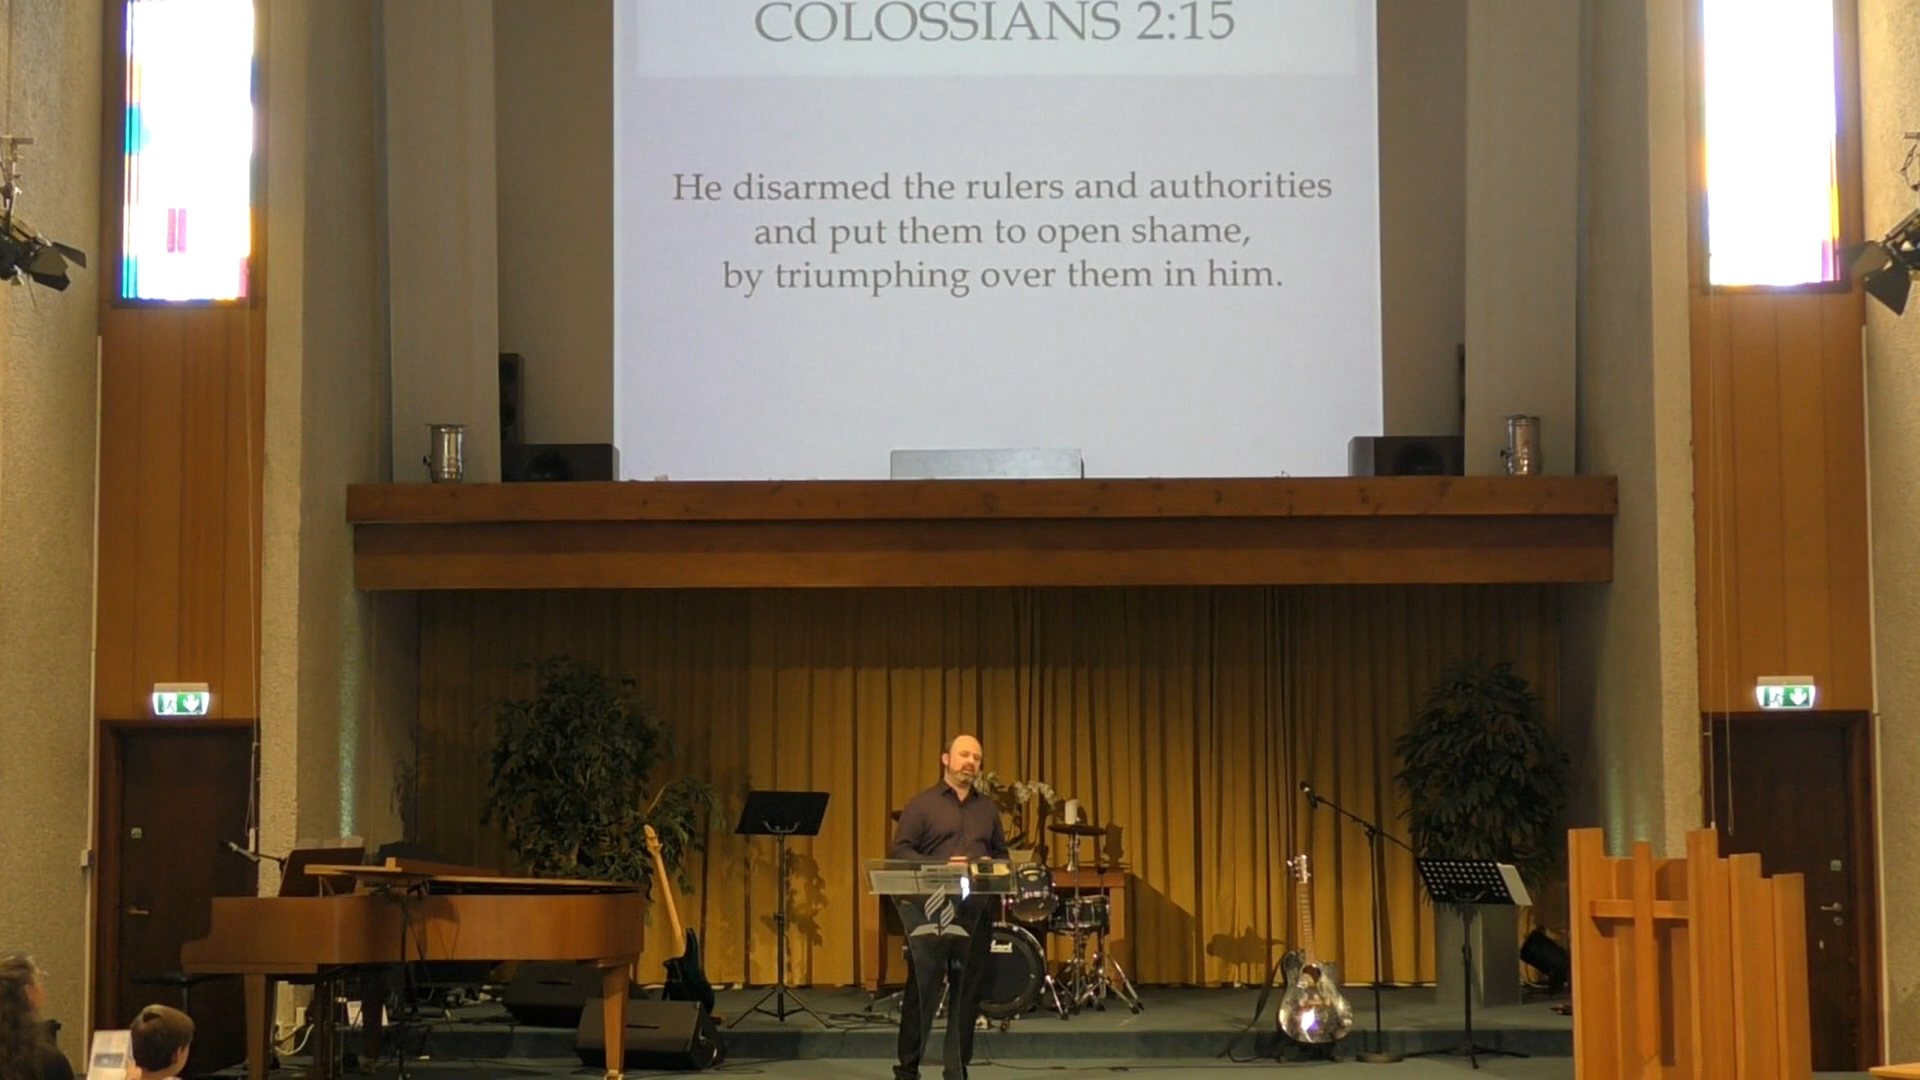 COLOSSIANS 2:15
He disarmed the rulers and authorities
and put them to open shame,
by triumphing over them in him.